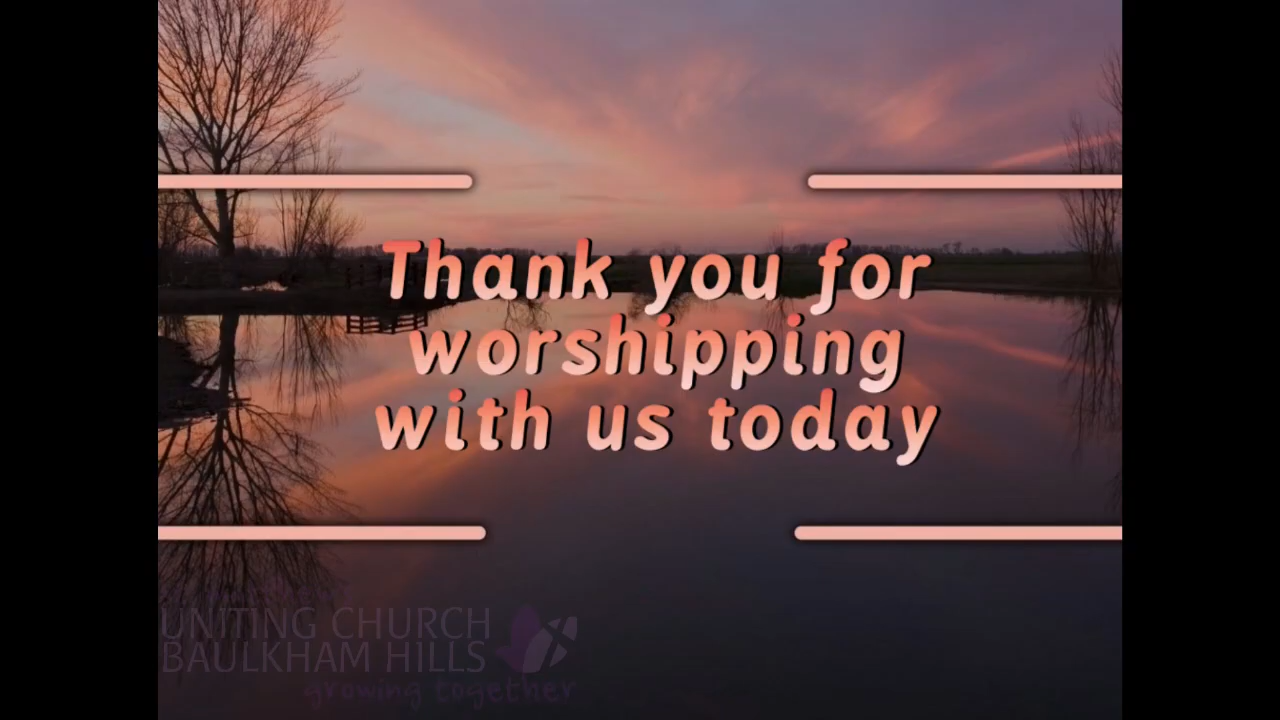 Thank you for
worshipping
with us today
UNITING CHURCH
BAULKHAM HILLS
growing together